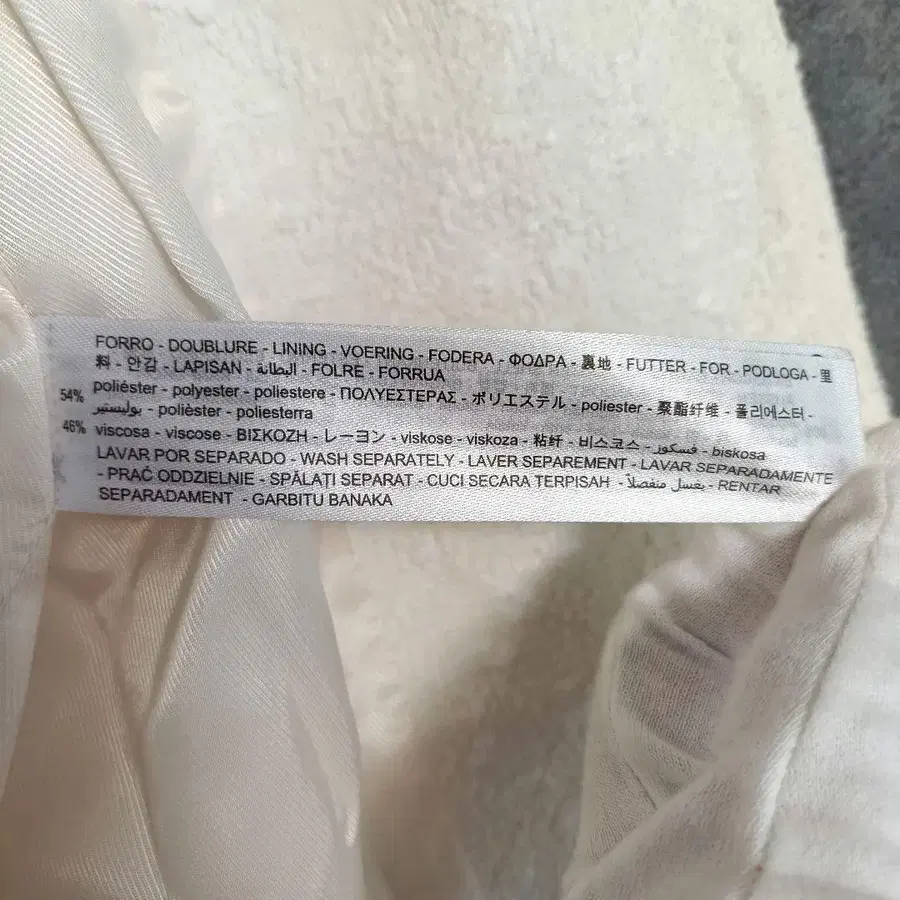 FORRO - DOUBLURE - LINING - VOERING - FODERA - ΦΟΔΡΑ - 裏地 - FUTTER - FOR - PODLOGA - 里
料 - 안감 - LAPISAN - البطانة - FOLRE - FORRUA
54% poliéster - polyester - poliestere - ΠΟΛΥΕΣΤΕΡΑΣ - ポリエステル - poliester - 聚酯纤维 - 폴리에스터 -
بوليستير - polièster - poliesterra
46% viscosa - viscose - ΒΙΣΚΟΖΗ - レーヨン - viskose - viskoza - 粘纤 - 비스코스 - فسكوز - biskosa
LAVAR POR SEPARADO - WASH SEPARATELY - LAVER SEPAREMENT - LAVAR SEPARADAMENTE
- PRAĆ ODDZIELNIE - SPĂLAȚI SEPARAT - CUCI SECARA TERPISAH - يغسل منفصلاً - RENTAR
SEPARADAMENT - GARBITU BANAKA